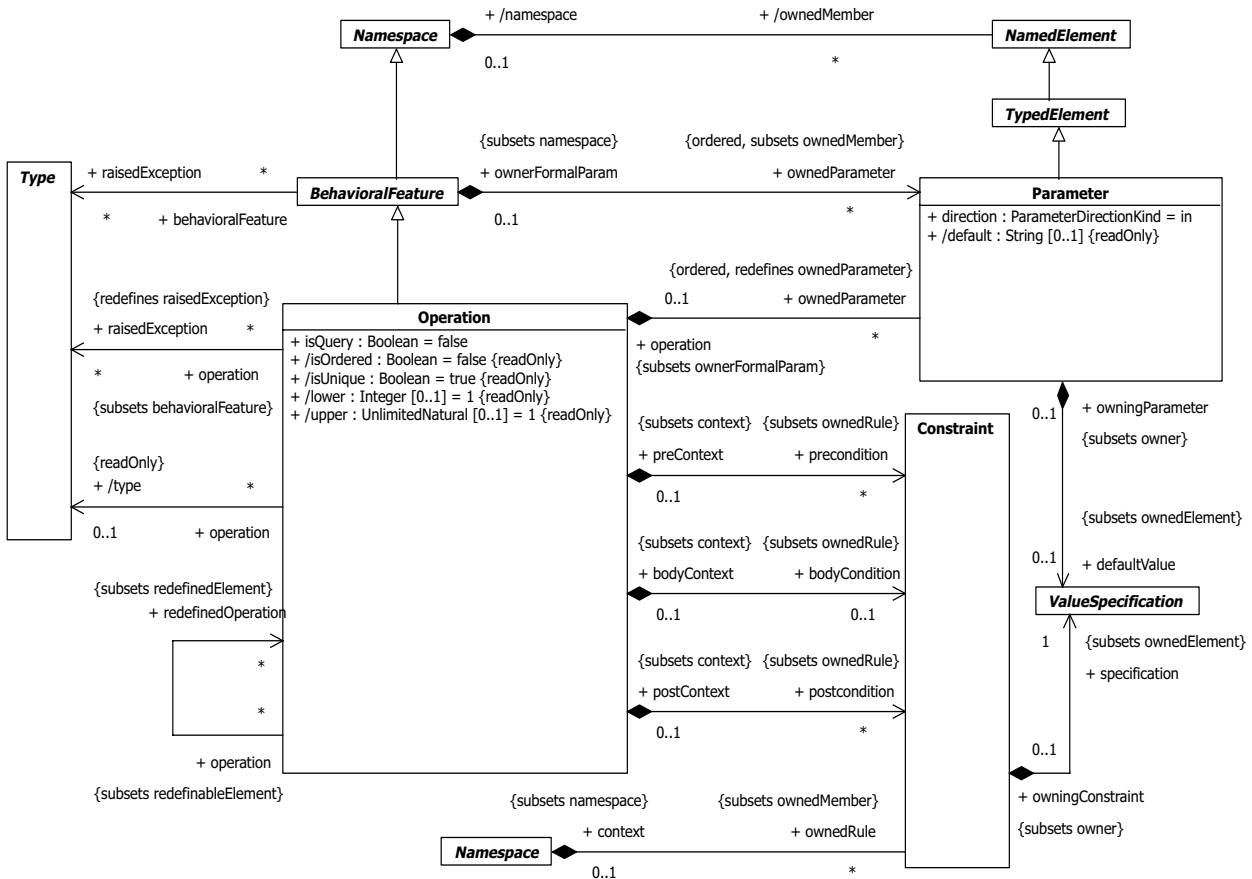 + /namespace
+ /ownedMember
Namespace
NamedElement
0..1
*
TypedElement
{subsets namespace}
{ordered, subsets ownedMember}
Type
+ raisedException
*
+ ownerFormalParam
+ ownedParameter
BehavioralFeature
Parameter
*
+ behavioralFeature
0..1
*
+ direction : ParameterDirectionKind = in
+ /default : String [0..1] {readOnly}
{ordered, redefines ownedParameter}
{redefines raisedException}
0..1
+ ownedParameter
Operation
+ raisedException
*
+ isQuery : Boolean = false
+ /isOrdered : Boolean = false {readOnly}
+ /isUnique : Boolean = true {readOnly}
+ /lower : Integer [0..1] = 1 {readOnly}
+ /upper : UnlimitedNatural [0..1] = 1 {readOnly}
+ operation
*
{subsets ownerFormalParam}
*
+ operation
{subsets behavioralFeature}
0..1
+ owningParameter
{subsets owner}
{subsets context}
{subsets ownedRule}
Constraint
+ preContext
+ precondition
0..1
*
{readOnly}
+ /type
*
0..1
+ operation
{subsets ownedElement}
{subsets context}
{subsets ownedRule}
0..1
+ defaultValue
+ bodyContext
+ bodyCondition
0..1
0..1
ValueSpecification
{subsets redefinedElement}
+ redefinedOperation
*
*
+ operation
{subsets redefinableElement}
1
{subsets ownedElement}
+ specification
{subsets context}
{subsets ownedRule}
+ postContext
+ postcondition
0..1
*
0..1
+ owningConstraint
{subsets owner}
{subsets namespace}
{subsets ownedMember}
+ context
+ ownedRule
Namespace
0..1
*